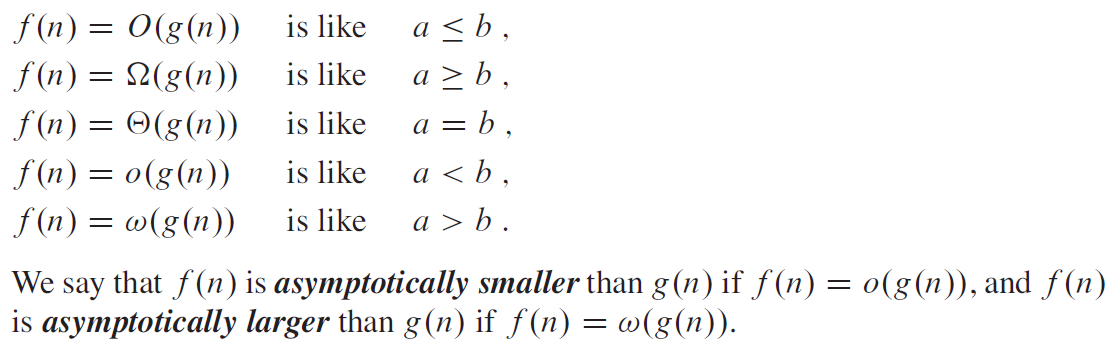 f(n) = O(g(n)) is like a ≤ b ,
f(n) = Ω(g(n)) is like a ≥ b ,
f(n) = Θ(g(n)) is like a = b ,
f(n) = o(g(n)) is like a < b ,
f(n) = ω(g(n)) is like a > b .
We say that f(n) is asymptotically smaller than g(n) if f(n) = o(g(n)), and f(n)
is asymptotically larger than g(n) if f(n) = ω(g(n)).